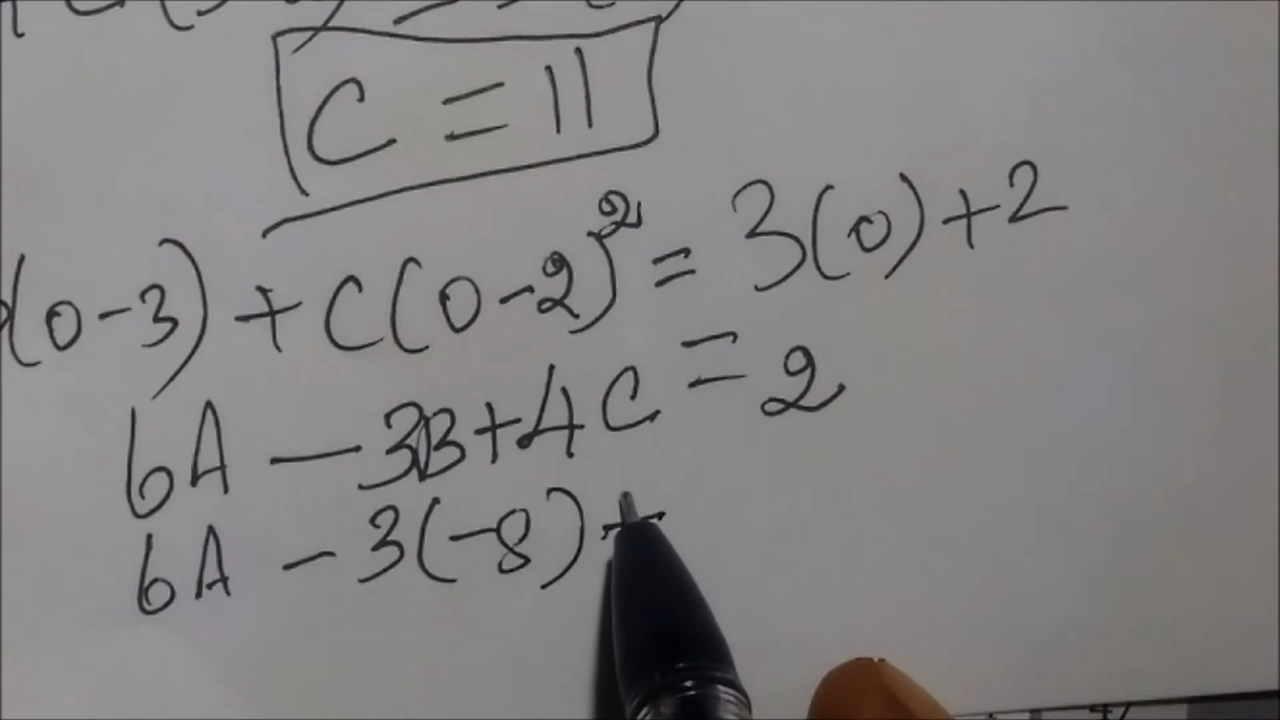 C = 11
(0-3) + C(0-2)² = 3(0)+2
6A - 3B+4C = 2
6A - 3(-8) +